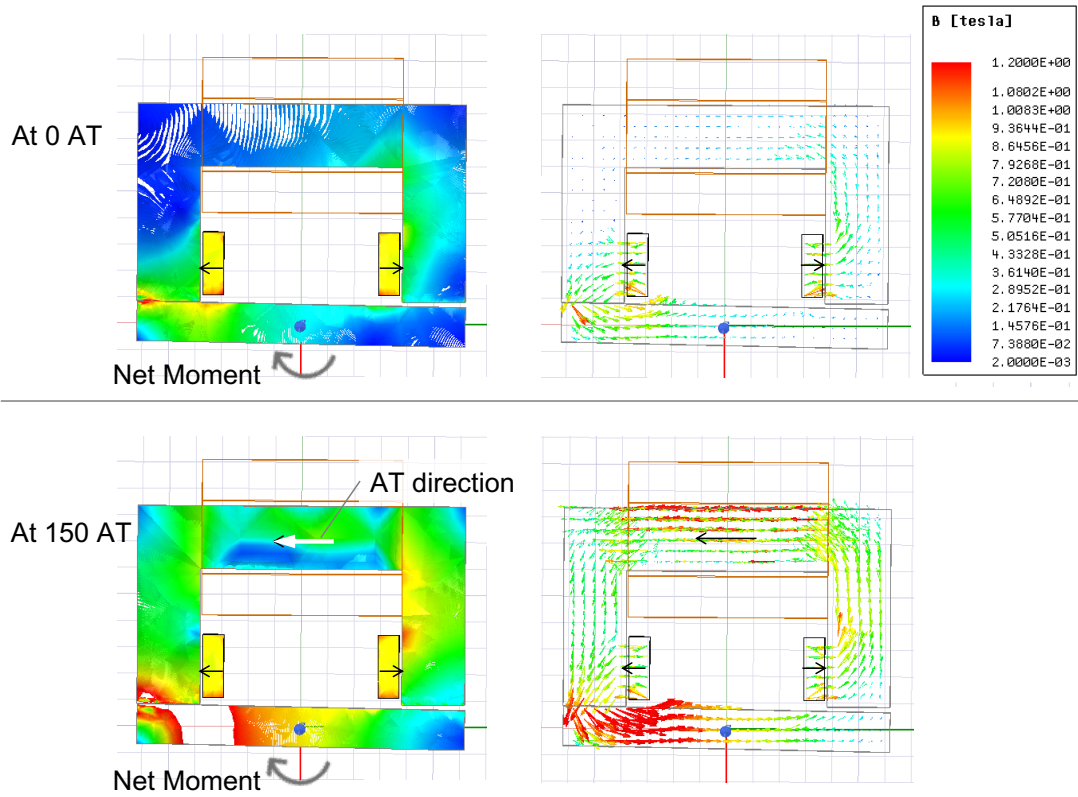 B [tesla]
1.2000E+00
1.0802E+00
1.0083E+00
9.3644E-01
8.6456E-01
7.9268E-01
7.2080E-01
6.4892E-01
5.7704E-01
5.0516E-01
4.3328E-01
3.6140E-01
2.8952E-01
2.1764E-01
1.4576E-01
7.3880E-02
2.0000E-03
At 0 AT
Net Moment
AT direction
At 150 AT
Net Moment